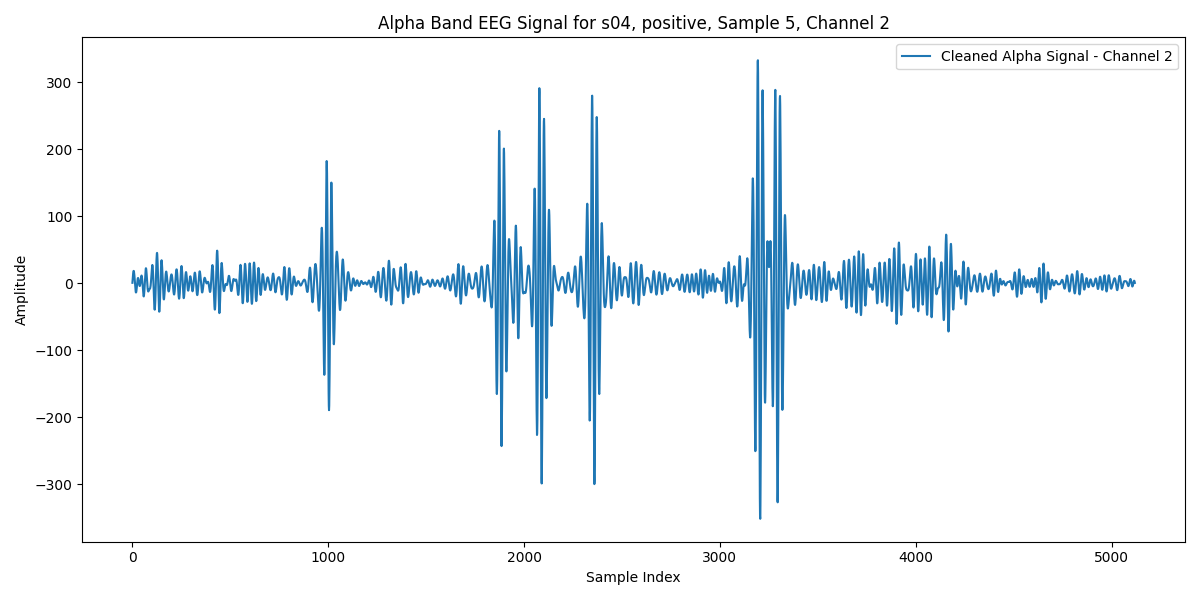 Alpha Band EEG Signal for s04, positive, Sample 5, Channel 2
Cleaned Alpha Signal - Channel 2
Amplitude
300
200
100
0
−100
−200
−300
0 1000 2000 3000 4000 5000
Sample Index